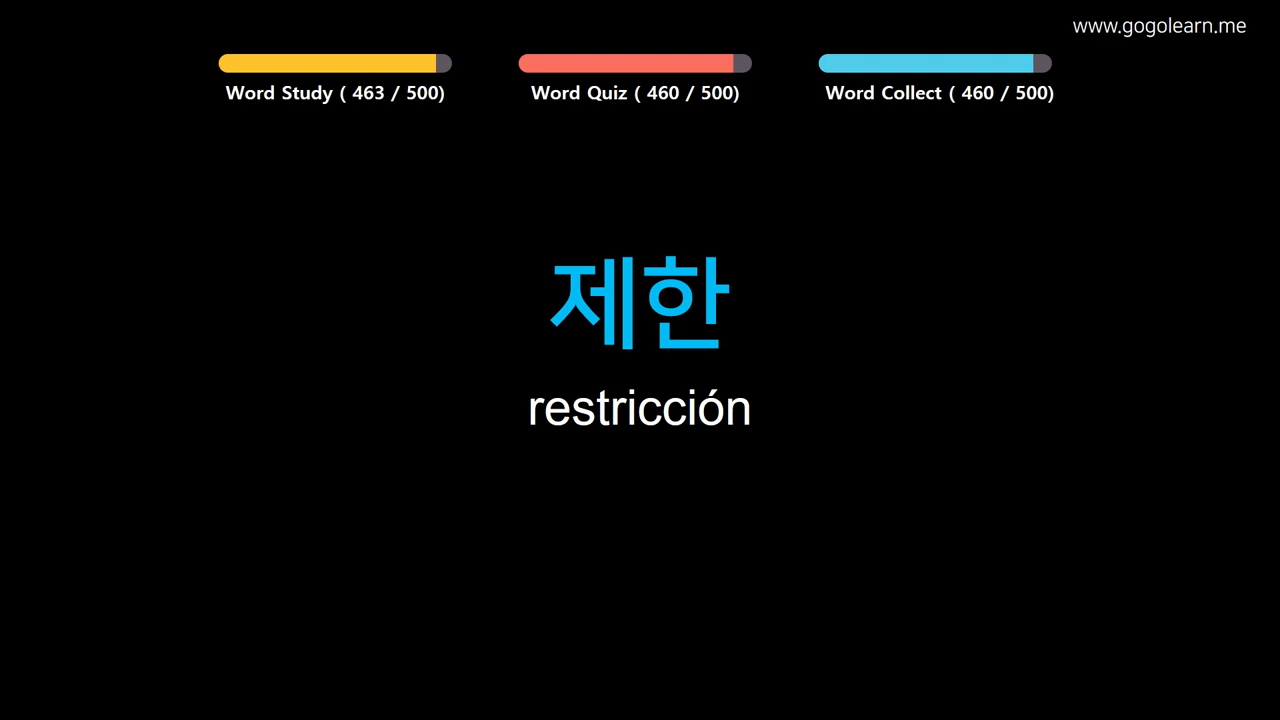 www.gogolearn.me
Word Study ( 463 / 500)
Word Quiz ( 460 / 500)
Word Collect ( 460 / 500)
제한
restricción